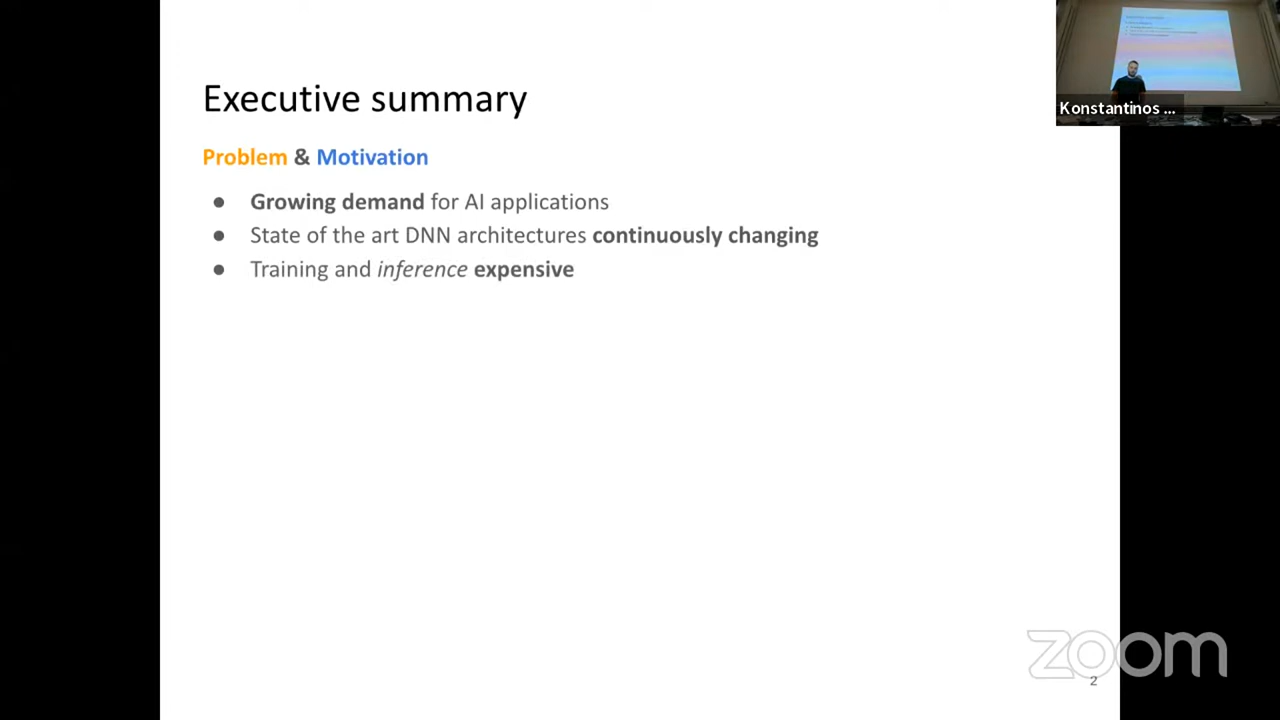 Executive summary
Problem & Motivation
● Growing demand for AI applications
● State of the art DNN architectures continuously changing
● Training and inference expensive
Konstantinos ...
zoom
2